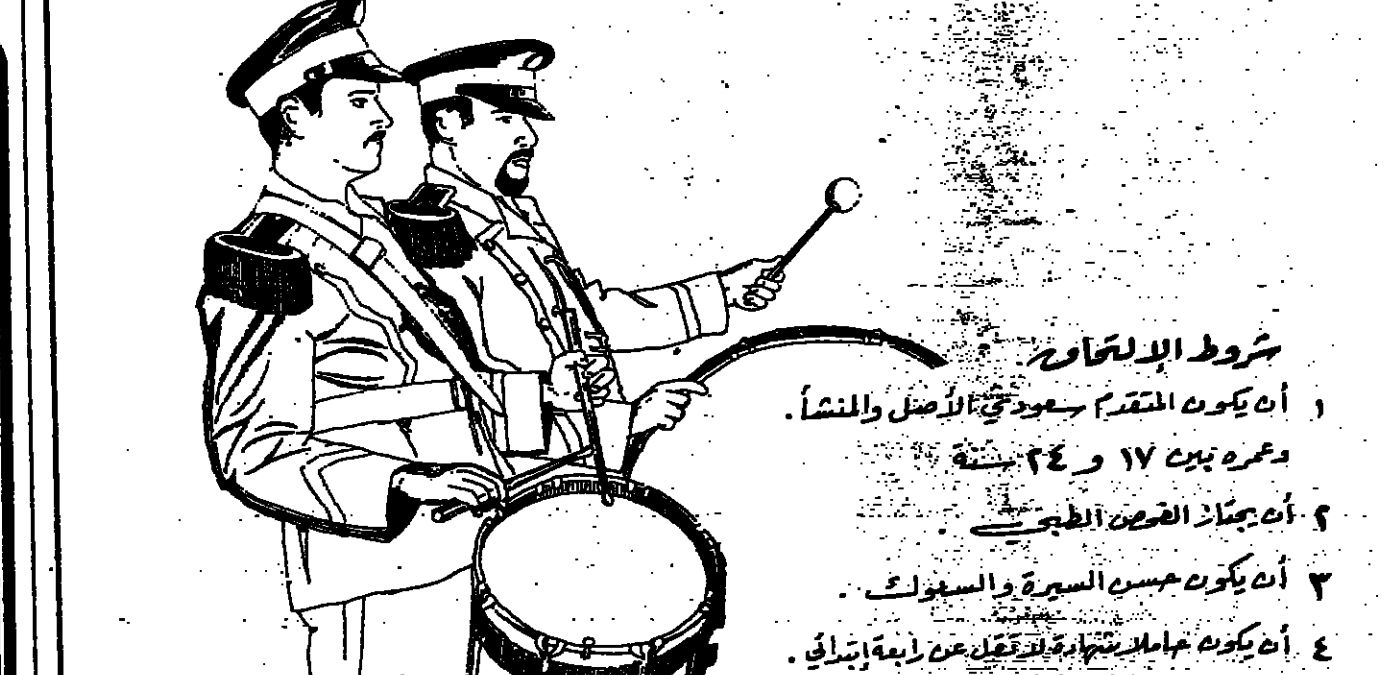 شروط الإلتحاق
١ أن يكون المتقدم سعودي الأصل والمنشأ .
وعمره بين ١٧ و ٢٤ سنة
٢ أن يجتاز الفحص الطبي .
٣ أن يكون حسن السيرة والسلوك .
٤ أن يكون حاملا شهادة لا تقل عن رابعة إبتدائي .